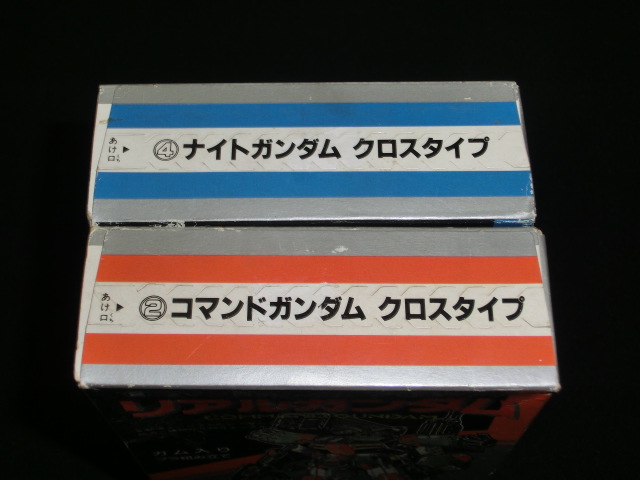 あけ口
④ナイトガンダム クロスタイプ
あけ口
②コマンドガンダム クロスタイプ